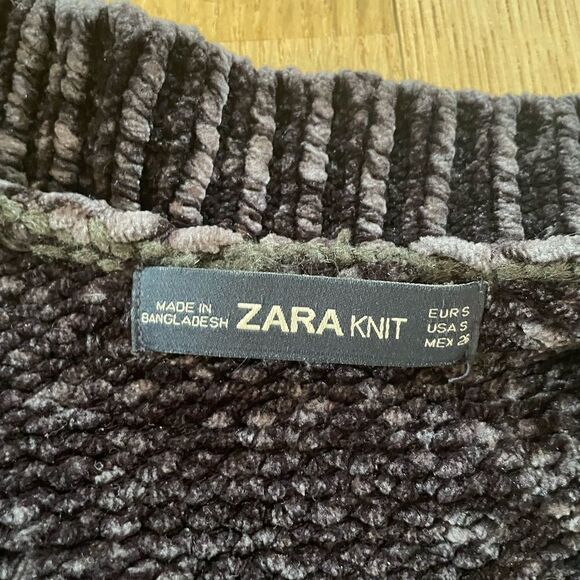 MADE IN
BANGLADESH
ZARA KNIT
EUR S
USA S
MEX 26